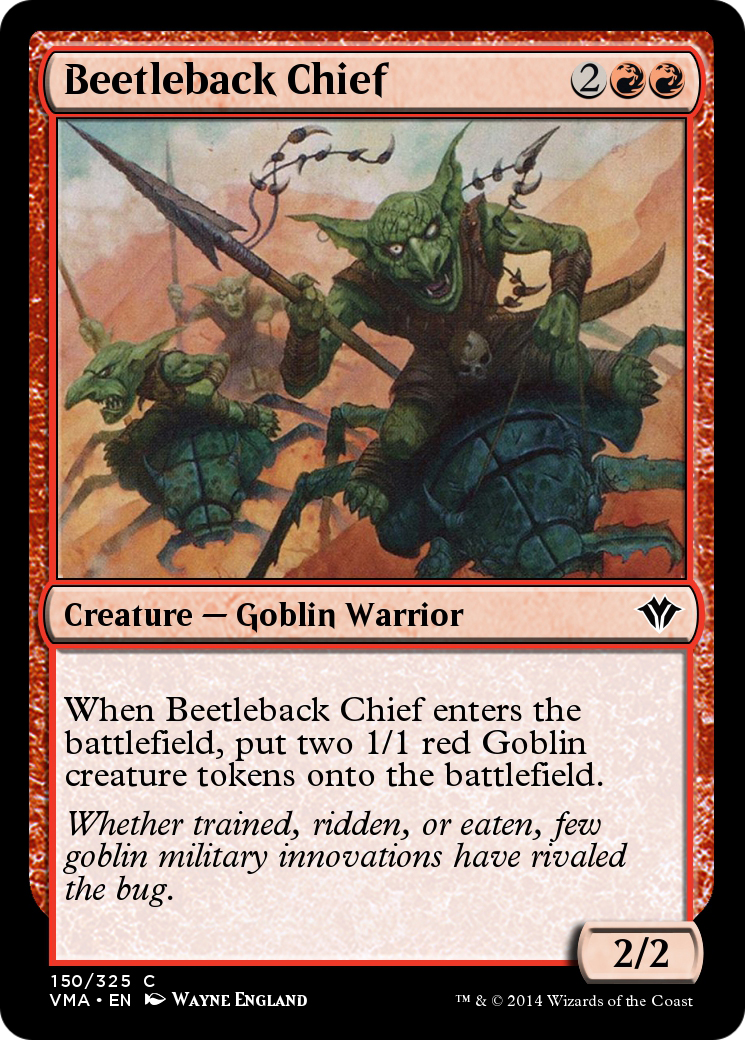 Beetleback Chief 2
Creature — Goblin Warrior
When Beetleback Chief enters the
battlefield, put two 1/1 red Goblin
creature tokens onto the battlefield.
Whether trained, ridden, or eaten, few
goblin military innovations have rivaled
the bug.
2/2
150/325 C
VMA • EN Wayne England
™ & © 2014 Wizards of the Coast